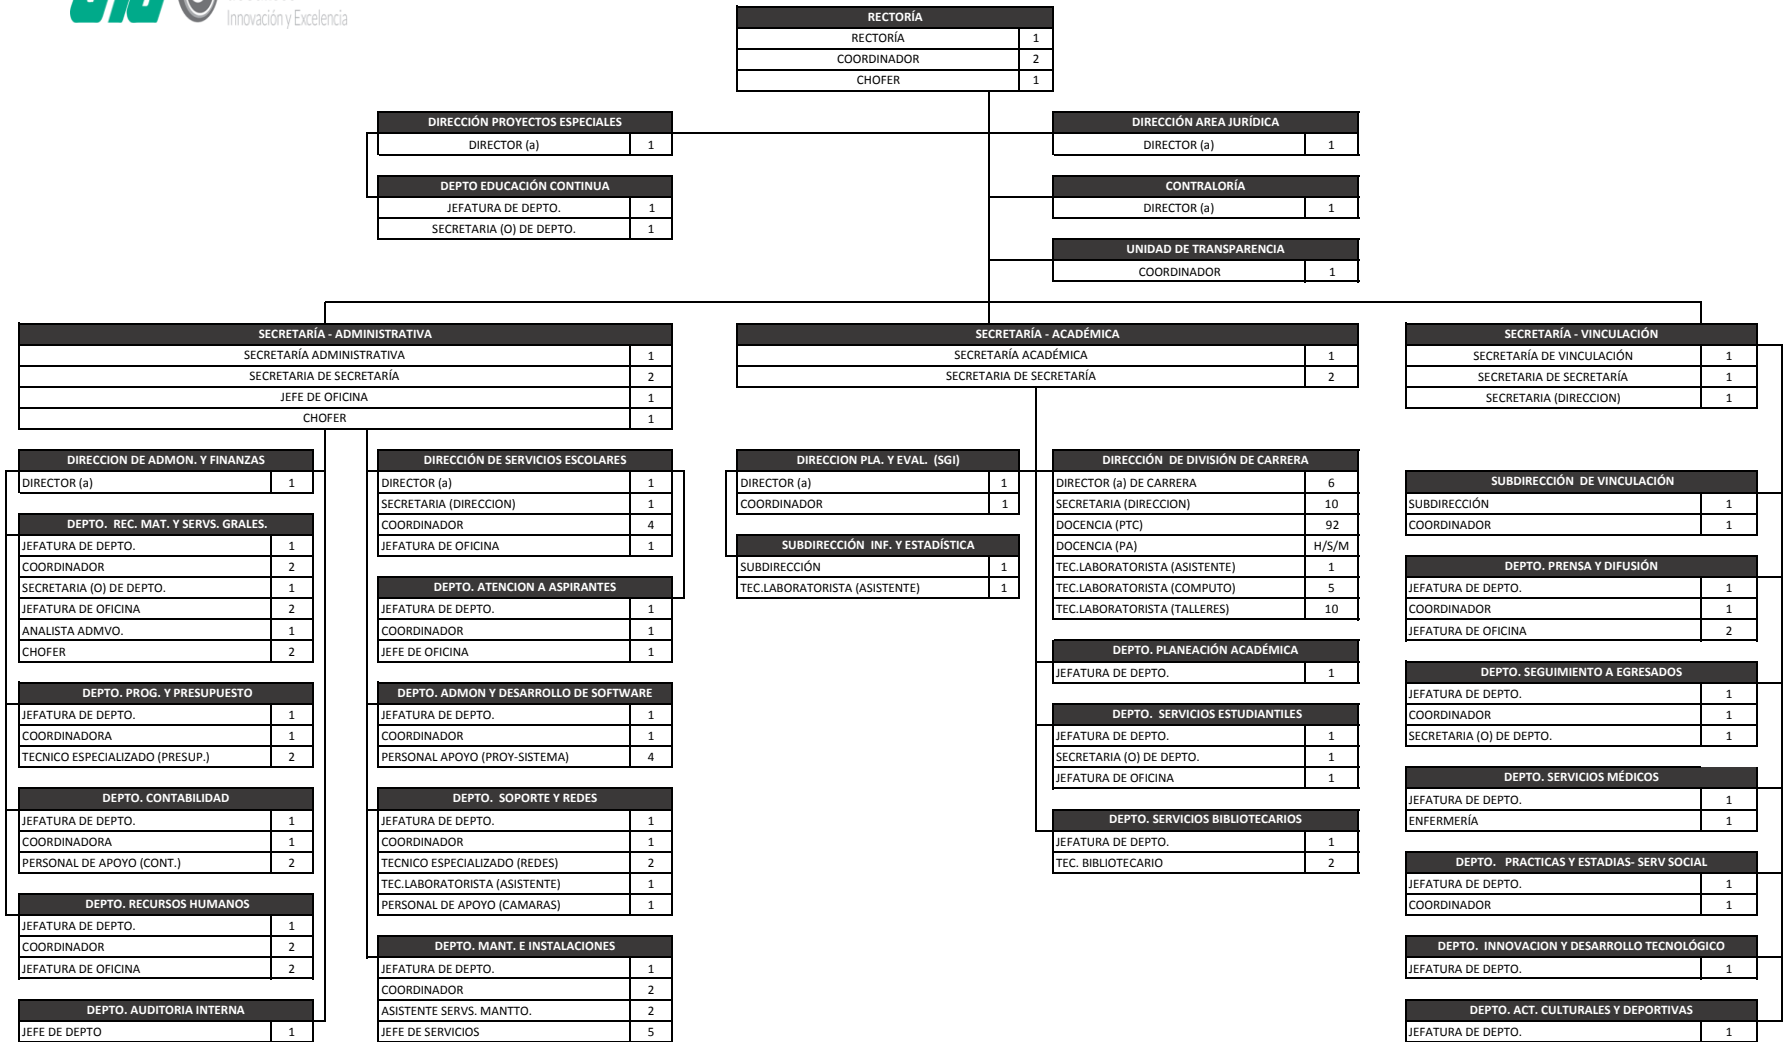 Innovación y Excelencia
RECTORÍA
RECTORÍA 1
COORDINADOR 2
CHOFER 1
DIRECCIÓN PROYECTOS ESPECIALES
DIRECTOR (a) 1
DEPTO EDUCACIÓN CONTINUA
JEFATURA DE DEPTO. 1
SECRETARIA (O) DE DEPTO. 1
DIRECCIÓN AREA JURÍDICA
DIRECTOR (a) 1
CONTRALORÍA
DIRECTOR (a) 1
UNIDAD DE TRANSPARENCIA
COORDINADOR 1
SECRETARÍA - ADMINISTRATIVA
SECRETARÍA ADMINISTRATIVA 1
SECRETARIA DE SECRETARÍA 2
JEFE DE OFICINA 1
CHOFER 1
DIRECCION DE ADMON. Y FINANZAS
DIRECTOR (a) 1
DEPTO. REC. MAT. Y SERVS. GRALES.
JEFATURA DE DEPTO. 1
COORDINADOR 2
SECRETARIA (O) DE DEPTO. 1
JEFATURA DE OFICINA 2
ANALISTA ADMVO. 1
CHOFER 2
DEPTO. PROG. Y PRESUPUESTO
JEFATURA DE DEPTO. 1
COORDINADORA 1
TECNICO ESPECIALIZADO (PRESUP.) 2
DEPTO. CONTABILIDAD
JEFATURA DE DEPTO. 1
COORDINADORA 1
PERSONAL DE APOYO (CONT.) 2
DEPTO. RECURSOS HUMANOS
JEFATURA DE DEPTO. 1
COORDINADOR 2
JEFATURA DE OFICINA 2
DEPTO. AUDITORIA INTERNA
JEFE DE DEPTO 1
DIRECCIÓN DE SERVICIOS ESCOLARES
DIRECTOR (a) 1
SECRETARIA (DIRECCION) 1
COORDINADOR 4
JEFATURA DE OFICINA 1
DEPTO. ATENCION A ASPIRANTES
JEFATURA DE DEPTO. 1
COORDINADOR 1
JEFE DE OFICINA 1
DEPTO. ADMON Y DESARROLLO DE SOFTWARE
JEFATURA DE DEPTO. 1
COORDINADOR 1
PERSONAL APOYO (PROY-SISTEMA) 4
DEPTO. SOPORTE Y REDES
JEFATURA DE DEPTO. 1
COORDINADOR 1
TECNICO ESPECIALIZADO (REDES) 2
TEC.LABORATORISTA (ASISTENTE) 1
PERSONAL DE APOYO (CAMARAS) 1
DEPTO. MANT. E INSTALACIONES
JEFATURA DE DEPTO. 1
COORDINADOR 2
ASISTENTE SERVS. MANTTO. 2
JEFE DE SERVICIOS 5
SECRETARÍA - ACADÉMICA
SECRETARÍA ACADÉMICA 1
SECRETARIA DE SECRETARÍA 2
DIRECCION PLA. Y EVAL. (SGI)
DIRECTOR (a) 1
COORDINADOR 1
SUBDIRECCIÓN INF. Y ESTADÍSTICA
SUBDIRECCIÓN 1
TEC.LABORATORISTA (ASISTENTE) 1
DIRECCIÓN DE DIVISIÓN DE CARRERA
DIRECTOR (a) DE CARRERA 6
SECRETARIA (DIRECCION) 10
DOCENCIA (PTC) 92
DOCENCIA (PA) H/S/M
TEC.LABORATORISTA (ASISTENTE) 1
TEC.LABORATORISTA (COMPUTO) 5
TEC.LABORATORISTA (TALLERES) 10
DEPTO. PLANEACIÓN ACADÉMICA
JEFATURA DE DEPTO. 1
DEPTO. SERVICIOS ESTUDIANTILES
JEFATURA DE DEPTO. 1
SECRETARIA (O) DE DEPTO. 1
JEFATURA DE OFICINA 1
DEPTO. SERVICIOS BIBLIOTECARIOS
JEFATURA DE DEPTO. 1
TEC. BIBLIOTECARIO 2
SECRETARÍA - VINCULACIÓN
SECRETARÍA DE VINCULACIÓN 1
SECRETARIA DE SECRETARÍA 1
SECRETARIA (DIRECCION) 1
SUBDIRECCIÓN DE VINCULACIÓN
SUBDIRECCIÓN 1
COORDINADOR 1
DEPTO. PRENSA Y DIFUSIÓN
JEFATURA DE DEPTO. 1
COORDINADOR 1
JEFATURA DE OFICINA 2
DEPTO. SEGUIMIENTO A EGRESADOS
JEFATURA DE DEPTO. 1
COORDINADOR 1
SECRETARIA (O) DE DEPTO. 1
DEPTO. SERVICIOS MÉDICOS
JEFATURA DE DEPTO. 1
ENFERMERÍA 1
DEPTO. PRACTICAS Y ESTADIAS- SERV SOCIAL
JEFATURA DE DEPTO. 1
COORDINADOR 1
DEPTO. INNOVACION Y DESARROLLO TECNOLÓGICO
JEFATURA DE DEPTO. 1
DEPTO. ACT. CULTURALES Y DEPORTIVAS
JEFATURA DE DEPTO. 1